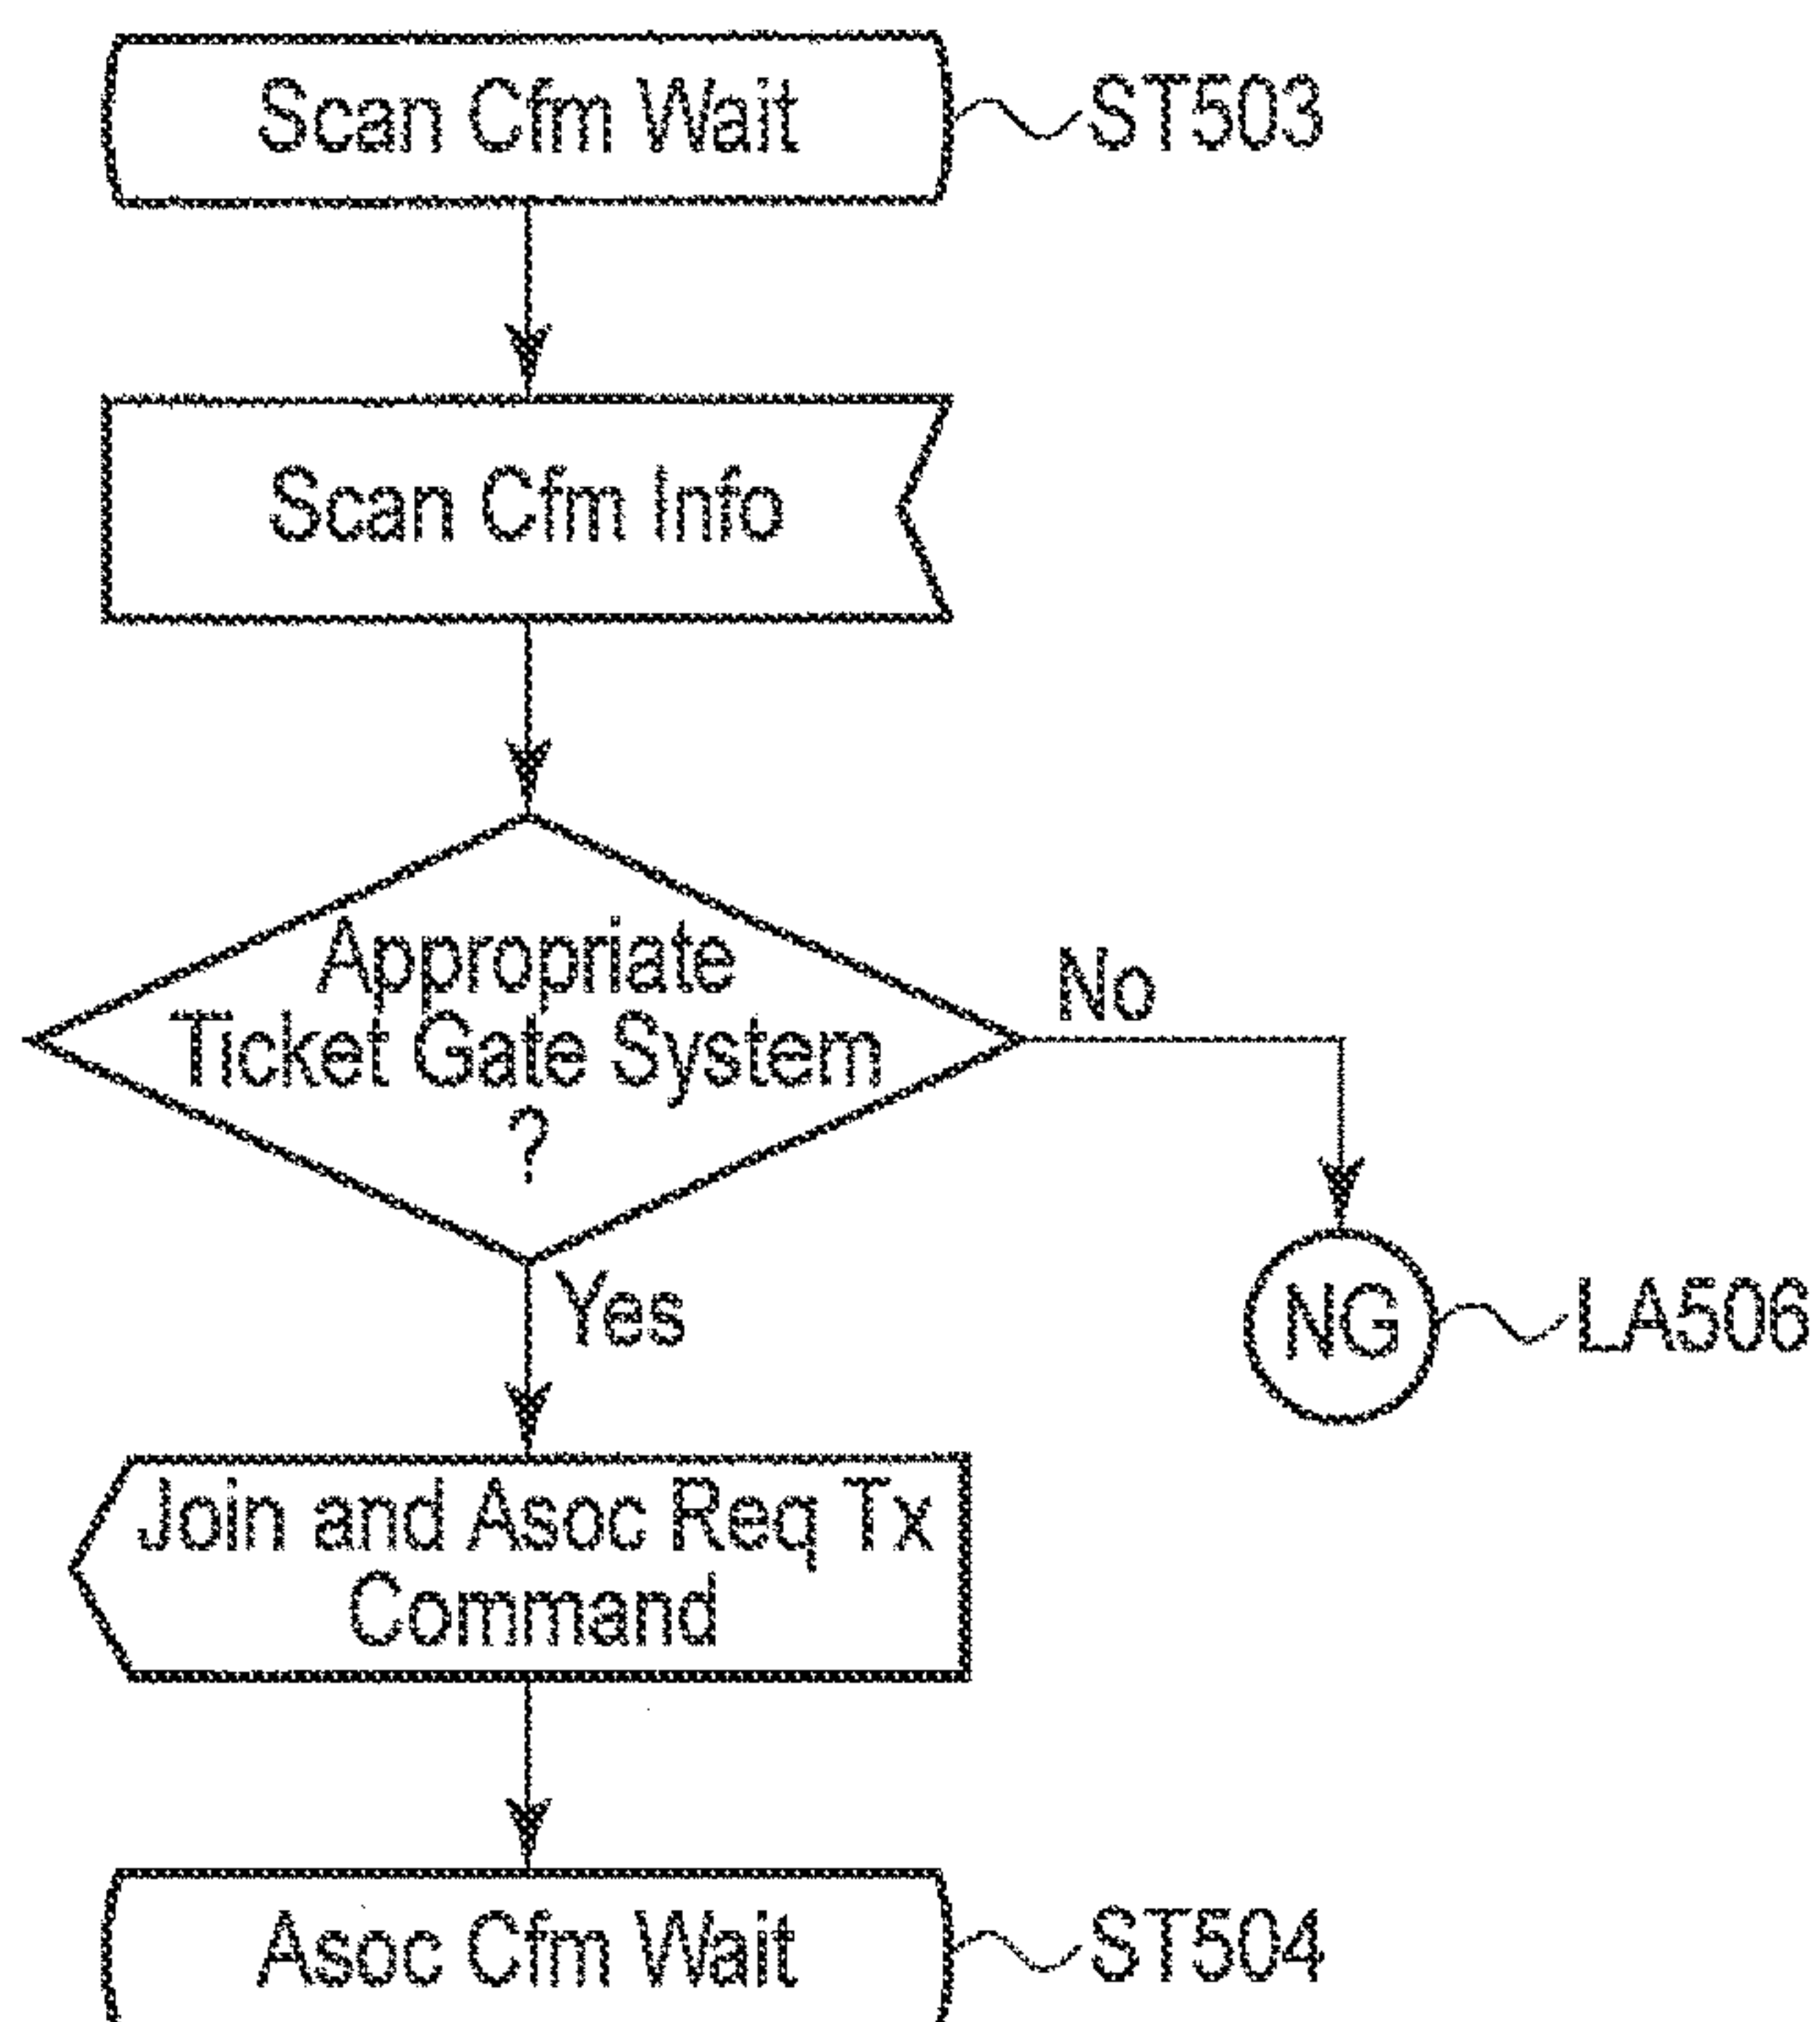 Scan Cfm Wait
ST503
Scan Cfm Info
Appropriate
Ticket Gate System
?
No
Yes
NG
LA506
Join and Asoc Req Tx
Command
Asoc Cfm Wait
ST504